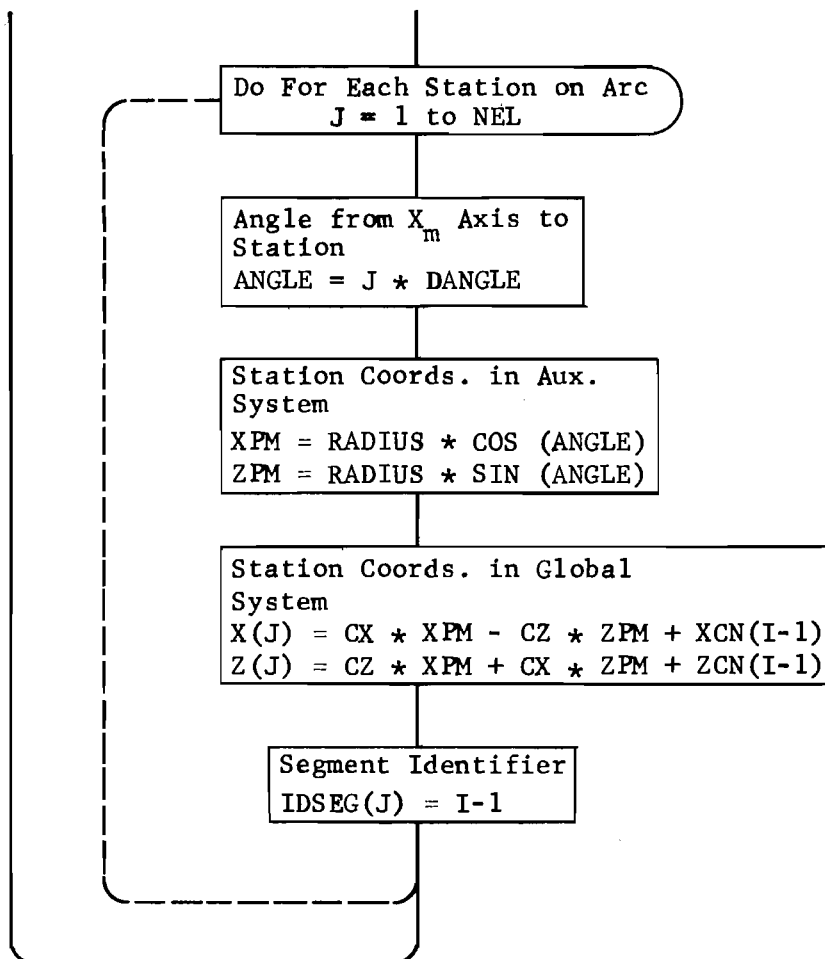 Do For Each Station on Arc
J = 1 to NEL
Angle from Xm Axis to
Station
ANGLE = J * DANGLE
Station Coords. in Aux.
System
XPM = RADIUS * COS (ANGLE)
ZPM = RADIUS * SIN (ANGLE)
Station Coords. in Global
System
X(J) = CX * XPM - CZ * ZPM + XCN(I-1)
Z(J) = CZ * XPM + CX * ZPM + ZCN(I-1)
Segment Identifier
IDSEG(J) = I-1